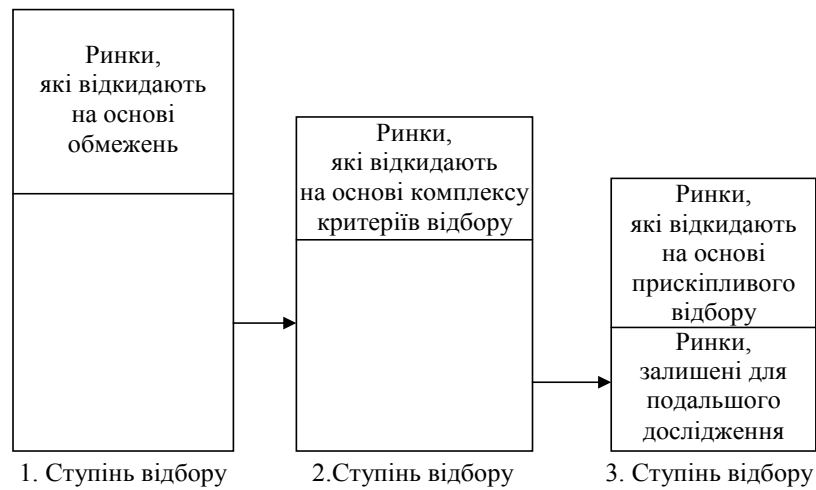 Ринки,
які відкидають
на основі
обмежень
Ринки,
які відкидають
на основі комплексу
критеріїв відбору
Ринки,
які відкидають
на основі
прискіпливого
відбору
Ринки,
залишені для
подальшого
дослідження
1. Ступінь відбору
2.Ступінь відбору
3. Ступінь відбору